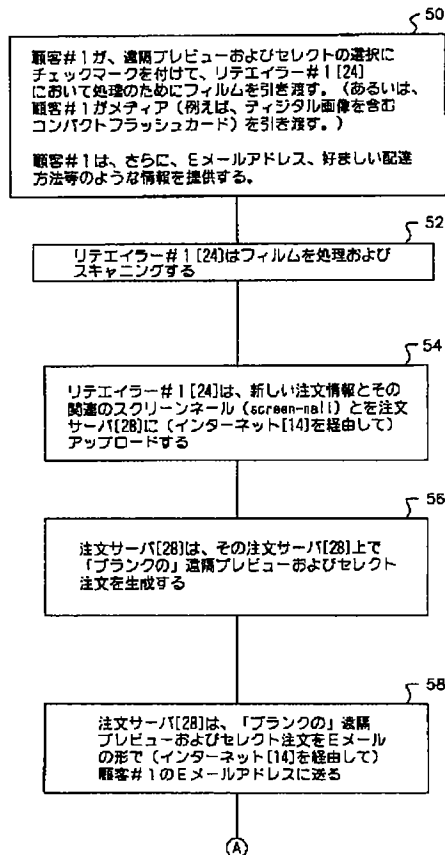 50
顧客#1が、遠隔プレビューおよびセレクトの選択に
チェックマークを付けて、リテイラー#1[24]
において処理のためにフィルムを引き渡す。(あるいは、
顧客#1がメディア(例えば、ディジタル画像を含む
コンパクトフラッシュカード)を引き渡す。)
顧客#1は、さらに、Eメールアドレス、好ましい配達
方法等のような情報を提供する。
52
リテエイラー#1[24]はフィルムを処理および
スキャニングする
54
リテエイラー#1[24]は、新しい注文情報とその
関連のスクリーンネール(screen-nail)とを注文
サーバ[28]に(インターネット[14]を経由して)
アップロードする
56
注文サーバ[28]は、その注文サーバ[28]上で
「ブランクの」遠隔プレビューおよびセレクト
注文を生成する
58
注文サーバ[28]は、「ブランクの」遠隔
プレビューおよびセレクト注文をEメール
の形で(インターネット[14]を経由して)
顧客#1のEメールアドレスに送る
A